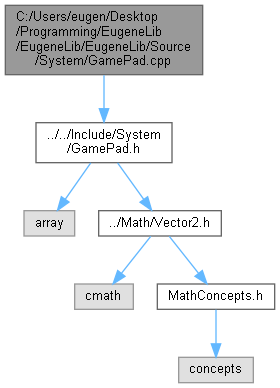 C:/Users/eugen/Desktop
/Programming/EugeneLib
/EugeneLib/EugeneLib/Source
/System/GamePad.cpp
../../Include/System
/GamePad.h
array
../Math/Vector2.h
cmath
MathConcepts.h
concepts